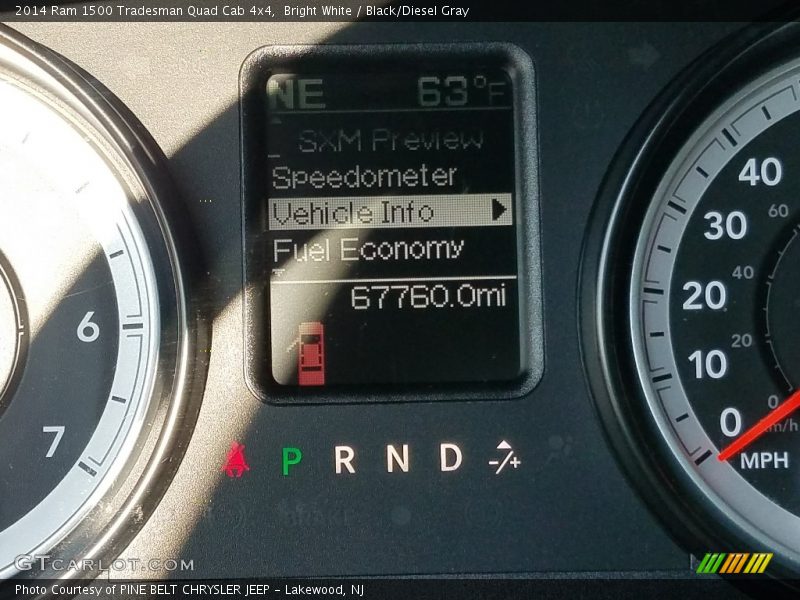 2014 Ram 1500 Tradesman Quad Cab 4x4, Bright White / Black/Diesel Gray
NE 63°F
SXM Preview
Speedometer
Vehicle Info
Fuel Economy
67760.0mi
6
7
40
30
20
10
0
60
40
20
0
km/h
MPH
P R N D -/+
GTCARLOT.COM
Photo Courtesy of PINE BELT CHRYSLER JEEP - Lakewood, NJ